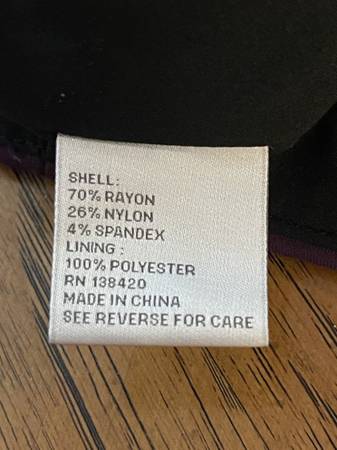 SHELL:
70% RAYON
26% NYLON
4% SPANDEX
LINING :
100% POLYESTER
RN 138420
MADE IN CHINA
SEE REVERSE FOR CARE